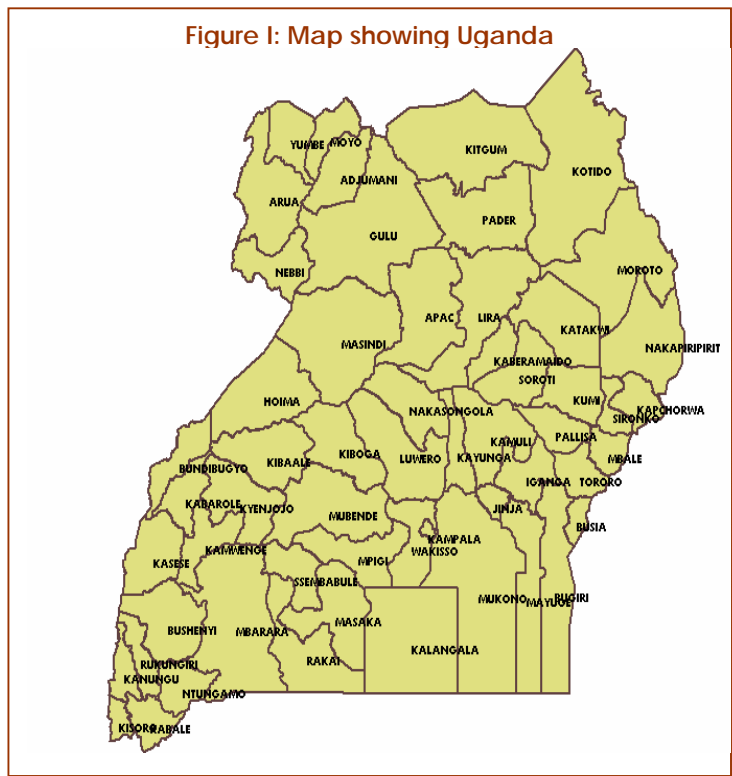 Figure I: Map showing Uganda
YUMBE
MOYO
KITGUM
KOTIDO
ADJUMANI
ARUA
PADER
GULU
NEBBI
MOROTO
APAC
LIRA
KATAKWI
MASINDI
NAKAPIRIPIRIT
KABERAMAIDO
SOROTI
HOIMA
KUMI
NAKASONGOLA
KAPCHORWA
SIRONKO
KAMULI
PALLISA
KIBOGA
KAYUNGA
LUWERO
MBALE
KIBAALE
BUNDIBUGYO
IGANGA
TORORO
KABAROLE
KYENJOJO
JINJA
MUBENDE
BUSIA
KAMPALA
KAMWENGE
WAKISSO
MPIGI
KASESE
SSEMBABULE
MUKONO
MAYUGE
BUGIRI
MASAKA
BUSHENYI
MBARARA
KALANGALA
RAKAI
RUKUNGIRI
KANUNGU
NTUNGAMO
KISORO
KABALE